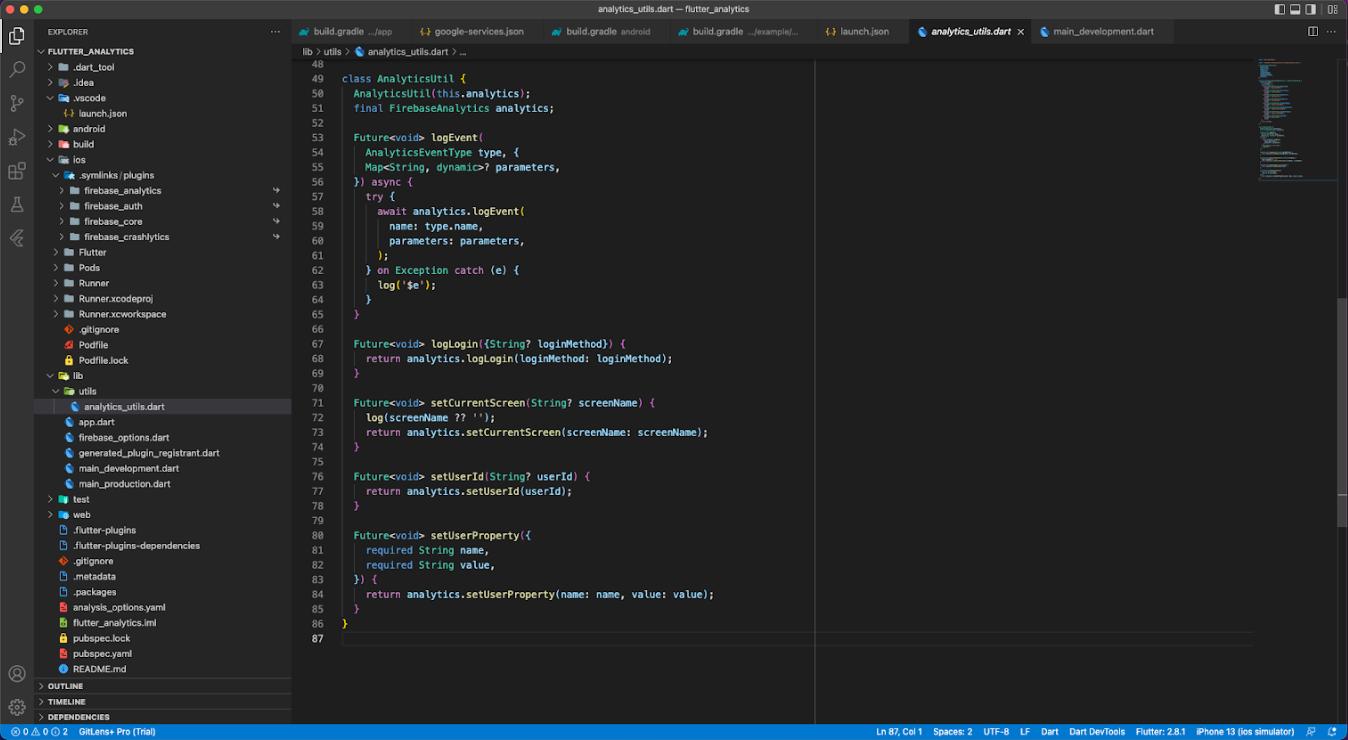 analytics_utils.dart — flutter_analytics
EXPLORER
FLUTTER_ANALYTICS
.dart_tool
.idea
.vscode
launch.json
android
build
ios
.symlinks / plugins
firebase_analytics
firebase_auth
firebase_core
firebase_crashlytics
Flutter
Pods
Runner
Runner.xcodeproj
Runner.xcworkspace
.gitignore
Podfile
Podfile.lock
lib
utils
analytics_utils.dart
app.dart
firebase_options.dart
generated_plugin_registrant.dart
main_development.dart
main_production.dart
test
web
.flutter-plugins
.flutter-plugins-dependencies
.gitignore
.metadata
.packages
analysis_options.yaml
flutter_analytics.iml
pubspec.lock
pubspec.yaml
README.md
OUTLINE
TIMELINE
DEPENDENCIES
build.gradle .../app {..} google-services.json build.gradle android build.gradle .../example/... {..} launch.json analytics_utils.dart main_development.dart
lib > utils > analytics_utils.dart > ...
48
49 class AnalyticsUtil {
50 AnalyticsUtil(this.analytics);
51 final FirebaseAnalytics analytics;
52
53 Future<void> logEvent(
54 AnalyticsEventType type, {
55 Map<String, dynamic>? parameters,
56 }) async {
57 try {
58 await analytics.logEvent(
59 name: type.name,
60 parameters: parameters,
61 );
62 } on Exception catch (e) {
63 log('$e');
64 }
65 }
66
67 Future<void> logLogin({String? loginMethod}) {
68 return analytics.logLogin(loginMethod: loginMethod);
69 }
70
71 Future<void> setCurrentScreen(String? screenName) {
72 log(screenName ?? '');
73 return analytics.setCurrentScreen(screenName: screenName);
74 }
75
76 Future<void> setUserId(String? userId) {
77 return analytics.setUserId(userId);
78 }
79
80 Future<void> setUserProperty({
81 required String name,
82 required String value,
83 }) {
84 return analytics.setUserProperty(name: name, value: value);
85 }
86 }
87
0 0 2 GitLens+ Pro (Trial) Ln 87, Col 1 Spaces: 2 UTF-8 LF Dart Dart DevTools Flutter: 2.8.1 iPhone 13 (ios simulator)